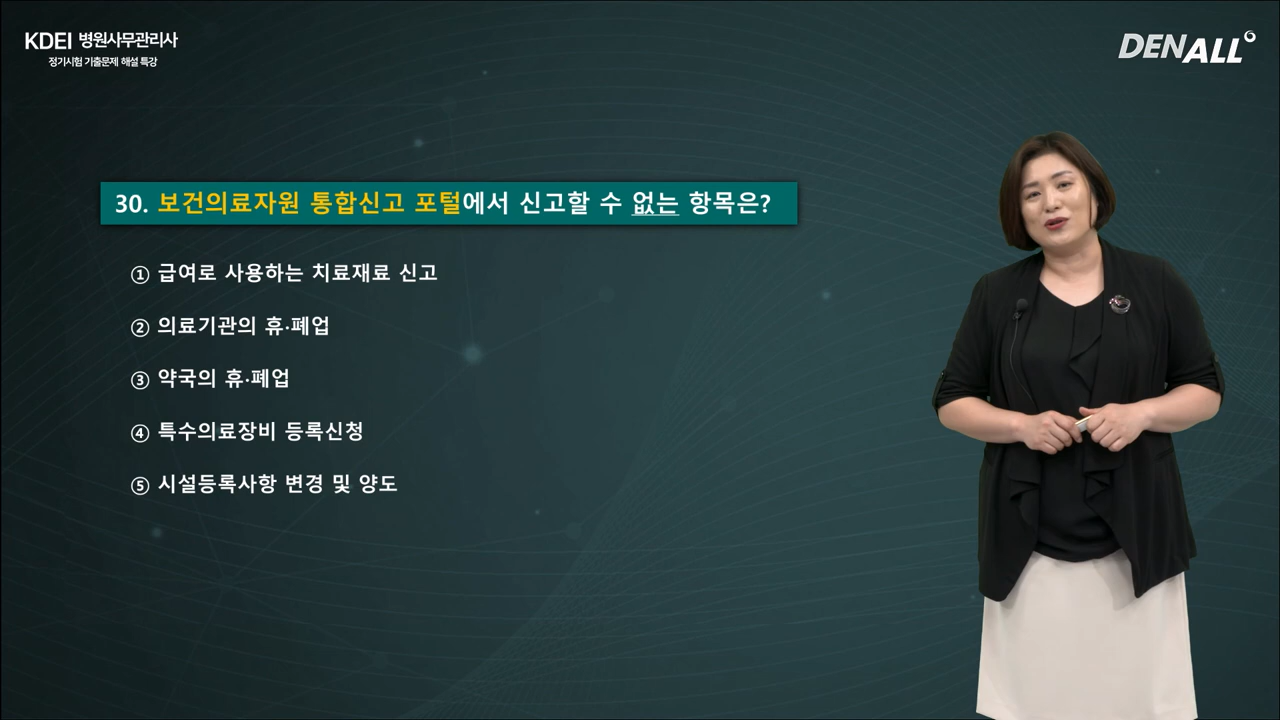 KDEI 병원사무관리사
정기시험 기출문제 해설 특강
DENALL
30. 보건의료자원 통합신고 포털에서 신고할 수 없는 항목은?
① 급여로 사용하는 치료재료 신고
② 의료기관의 휴·폐업
③ 약국의 휴·폐업
④ 특수의료장비 등록신청
⑤ 시설등록사항 변경 및 양도